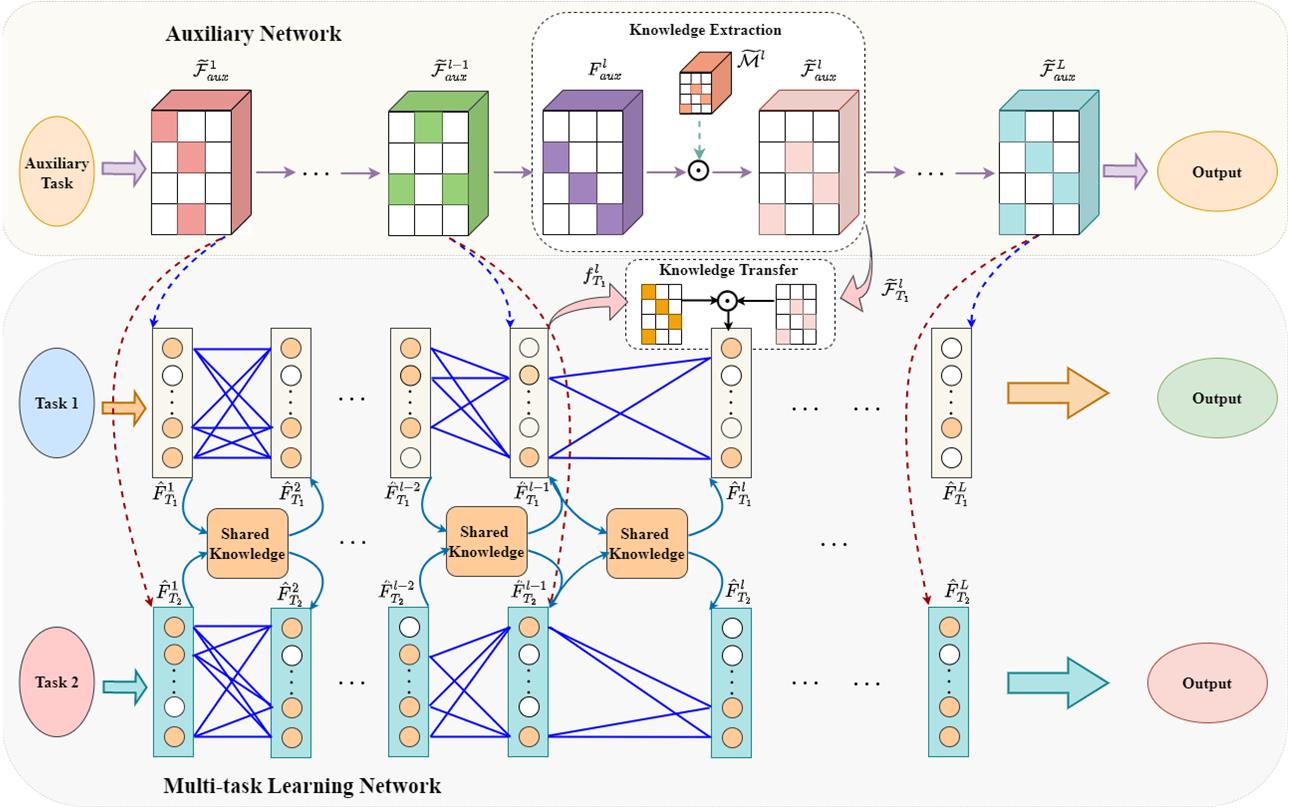 Auxiliary Network
Knowledge Extraction
$\widetilde{\mathcal{F}}^{1}_{aux}$
$\widetilde{\mathcal{F}}^{l-1}_{aux}$
$F^{l}_{aux}$
$\widetilde{\mathcal{M}}^{l}$
$\widetilde{\mathcal{F}}^{l}_{aux}$
$\widetilde{\mathcal{F}}^{L}_{aux}$
Auxiliary
Task
...
...
Output
$f^{l}_{T_1}$
Knowledge Transfer
$\widetilde{\mathcal{F}}^{l}_{T_1}$
Task 1
...
... ...
Output
$\hat{F}^{1}_{T_1}$
$\hat{F}^{2}_{T_1}$
$\hat{F}^{l-2}_{T_1}$
$\hat{F}^{l-1}_{T_1}$
$\hat{F}^{l}_{T_1}$
$\hat{F}^{L}_{T_1}$
Shared
Knowledge
...
Shared
Knowledge
Shared
Knowledge
...
$\hat{F}^{1}_{T_2}$
$\hat{F}^{2}_{T_2}$
$\hat{F}^{l-2}_{T_2}$
$\hat{F}^{l-1}_{T_2}$
$\hat{F}^{l}_{T_2}$
$\hat{F}^{L}_{T_2}$
Task 2
...
... ...
Output
Multi-task Learning Network